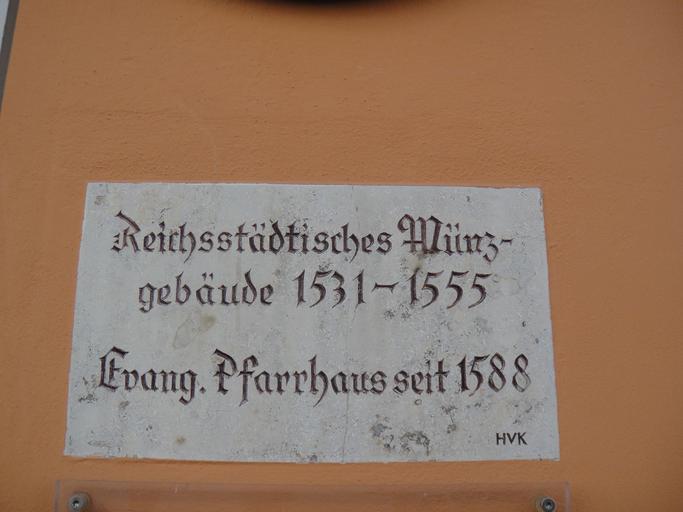 Reichsstädtisches Münz-
gebäude 1531-1555
Evang. Pfarrhaus seit 1588
HVK